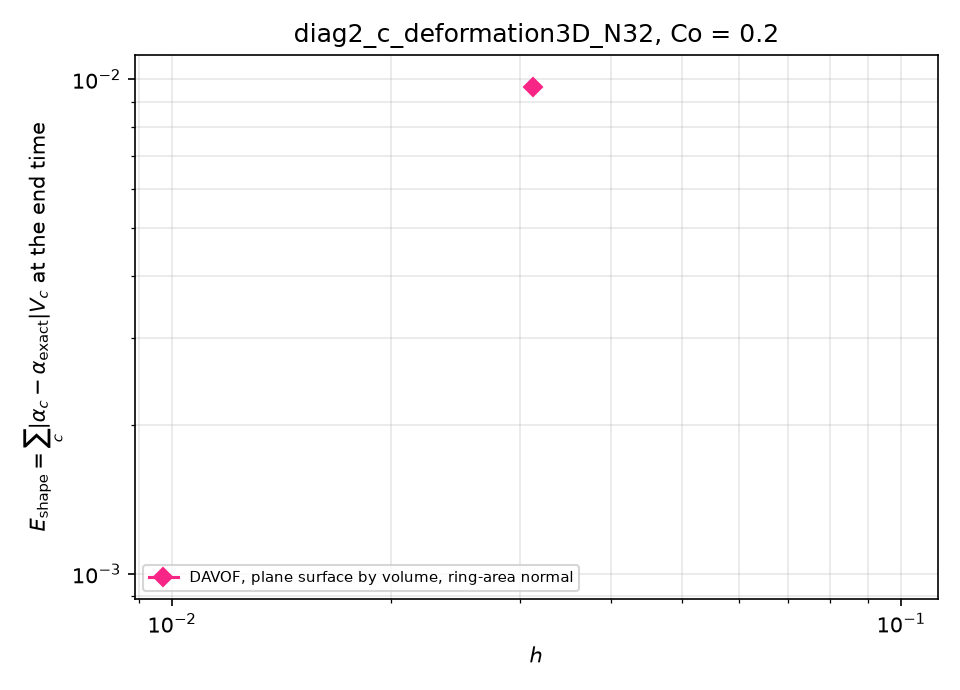 diag2_c_deformation3D_N32, Co = 0.2
E_shape = ∑_c |α_c − α_exact|V_c at the end time
10⁻²
10⁻³
DAVOF, plane surface by volume, ring-area normal
10⁻² 10⁻¹
h